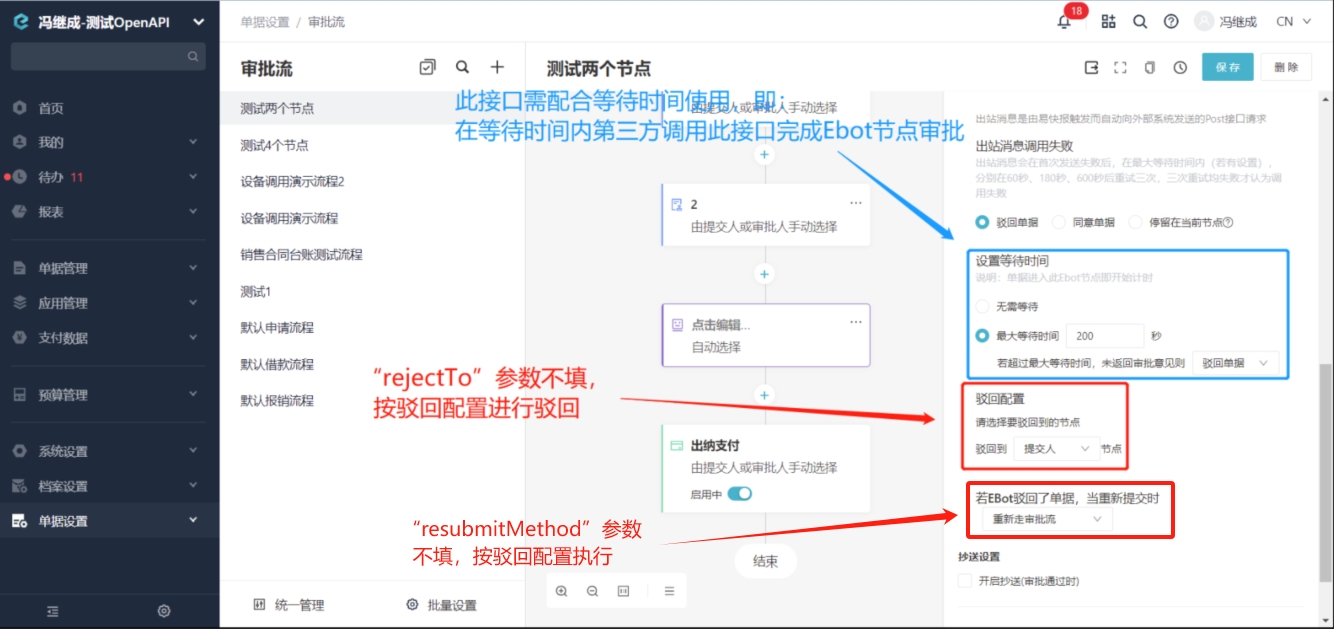 冯继成-测试OpenAPI
首页
我的
待办 11
报表
单据管理
应用管理
支付数据
预算管理
系统设置
档案设置
单据设置
单据设置 / 审批流
18
冯继成
CN
审批流
测试两个节点
测试4个节点
设备调用演示流程2
设备调用演示流程
销售合同台账测试流程
测试1
默认申请流程
默认借款流程
默认报销流程
统一管理
批量设置
测试两个节点
保存
删除
此接口需配合等待时间使用，即：
在等待时间内第三方调用此接口完成Ebot节点审批
由提交人或审批人手动选择
2
由提交人或审批人手动选择
点击编辑...
自动选择
“rejectTo”参数不填，
按驳回配置进行驳回
出纳支付
由提交人或审批人手动选择
启用中
“resubmitMethod”参数
不填，按驳回配置执行
结束
出站消息是由易快报触发而自动向外部系统发送的Post接口请求
出站消息调用失败
出站消息会在首次发送失败后，在最大等待时间内（若有设置），
分别在60秒、180秒、600秒后重试三次，三次重试均失败才认为调
用失败
驳回单据
同意单据
停留在当前节点
设置等待时间
说明：单据进入此Ebot节点即开始计时
无需等待
最大等待时间 200 秒
若超过最大等待时间，未返回审批意见则 驳回单据
驳回配置
请选择要驳回到的节点
驳回到 提交人 节点
若EBot驳回了单据，当重新提交时
重新走审批流
抄送设置
开启抄送(审批通过时)